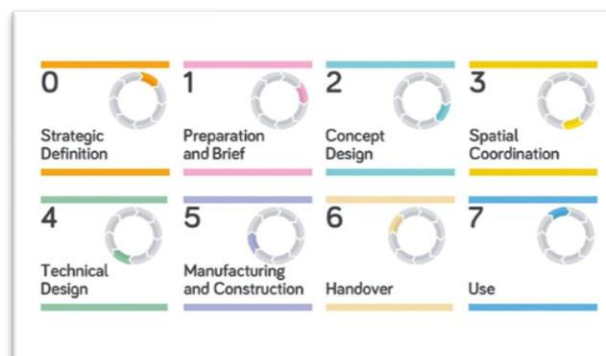 0
Strategic
Definition
1
Preparation
and Brief
2
Concept
Design
3
Spatial
Coordination
4
Technical
Design
5
Manufacturing
and Construction
6
Handover
7
Use